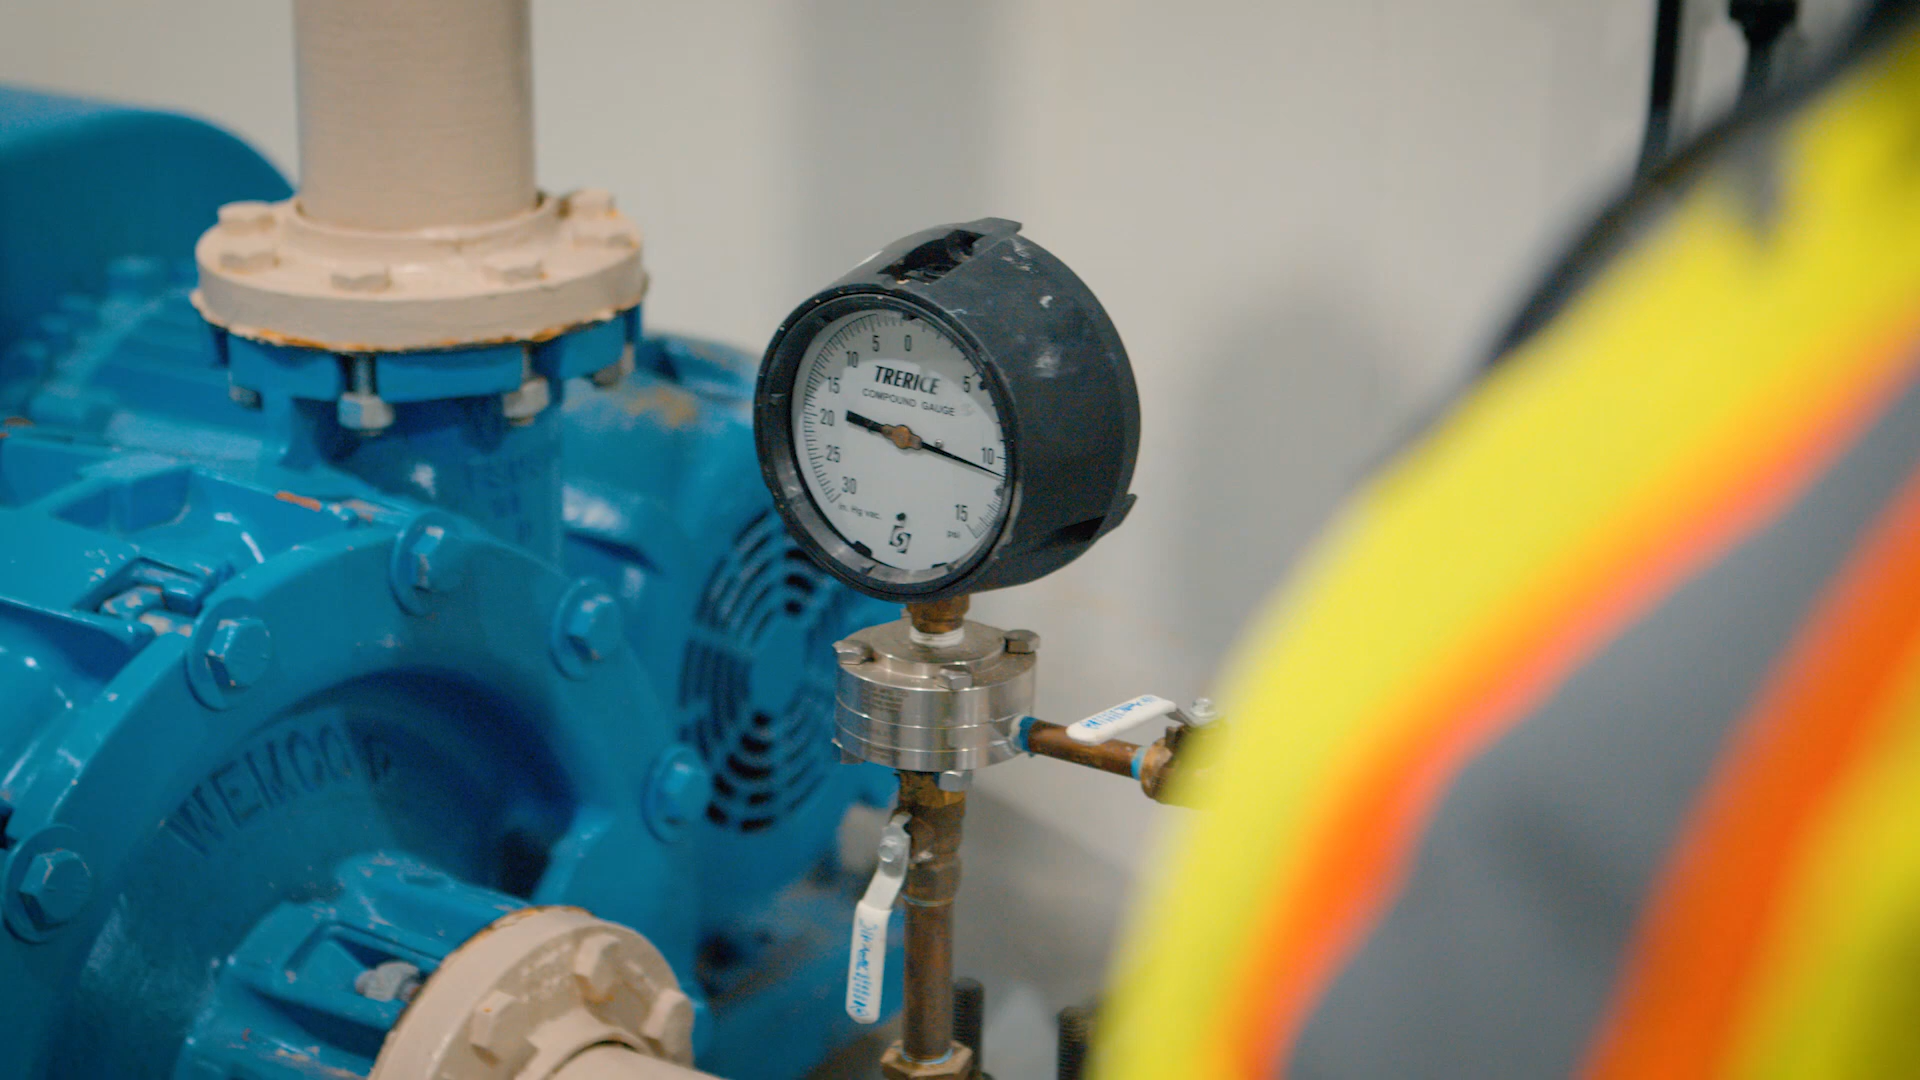 5 0 5
10
15
20
25
30
10
15
TRERICE
COMPOUND GAUGE
in. Hg vac.
psi
WEMCO